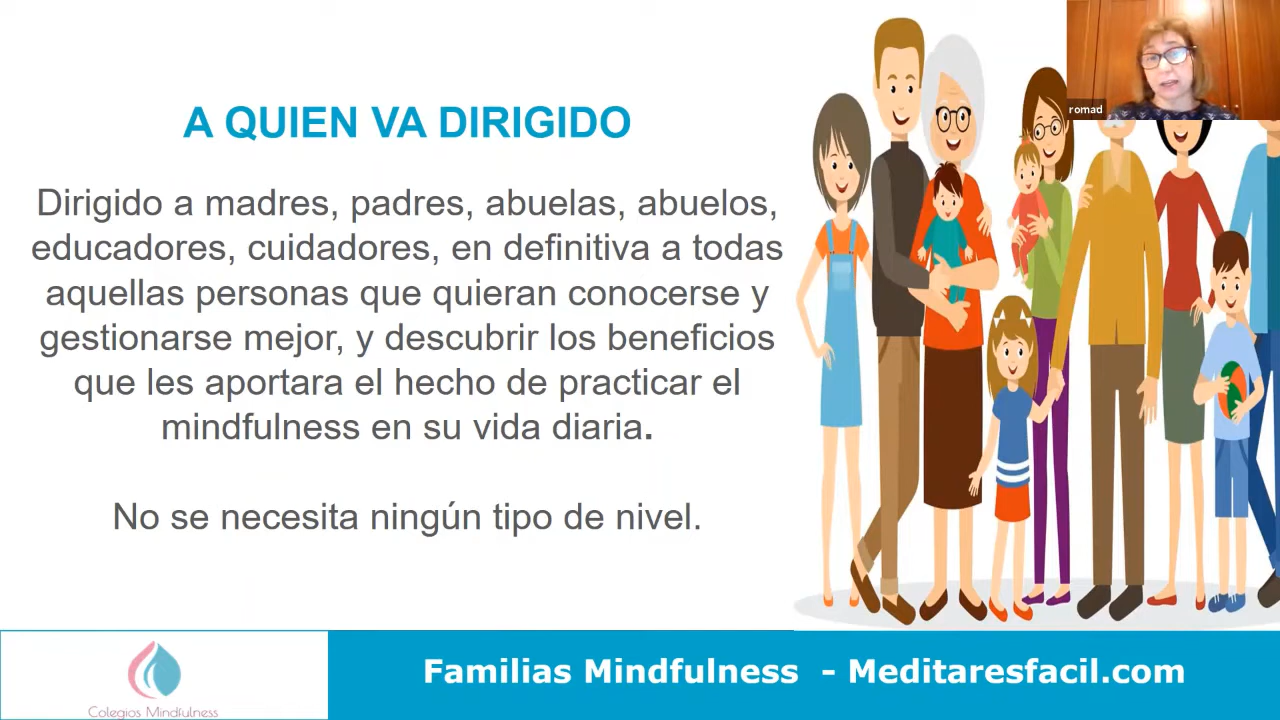 A QUIEN VA DIRIGIDO
Dirigido a madres, padres, abuelas, abuelos,
educadores, cuidadores, en definitiva a todas
aquellas personas que quieran conocerse y
gestionarse mejor, y descubrir los beneficios
que les aportara el hecho de practicar el
mindfulness en su vida diaria.
No se necesita ningún tipo de nivel.
romad
Colegios Mindfulness
Familias Mindfulness - Meditaresfacil.com